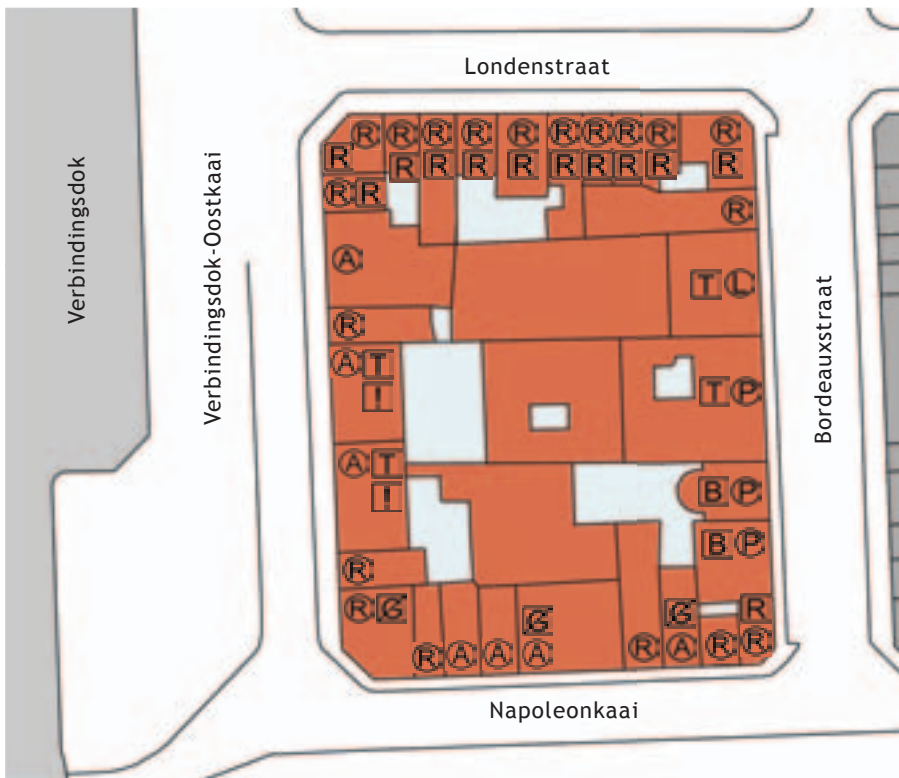 Londenstraat
Verbindingsdok
Verbindingsdok-Oostkaai
Bordeauxstraat
Napoleonkaai
R R R R R R R R R R
R R R R R R R R R R
R R
R
A
T L
R
A T
!
T P
A T
!
B P
B P
R
R G
G
G
R
R A A A R A R R